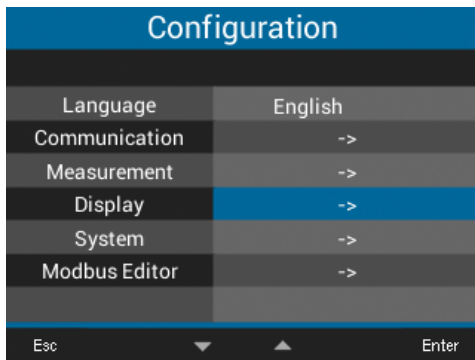 Configuration
Language English
Communication ->
Measurement ->
Display ->
System ->
Modbus Editor ->
Esc Enter